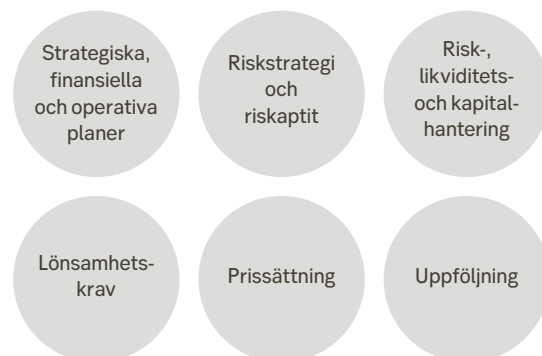 Strategiska,
finansiella
och operativa
planer
Riskstrategi
och
riskaptit
Risk-,
likviditets-
och kapital-
hantering
Lönsamhets-
krav
Prissättning
Uppföljning